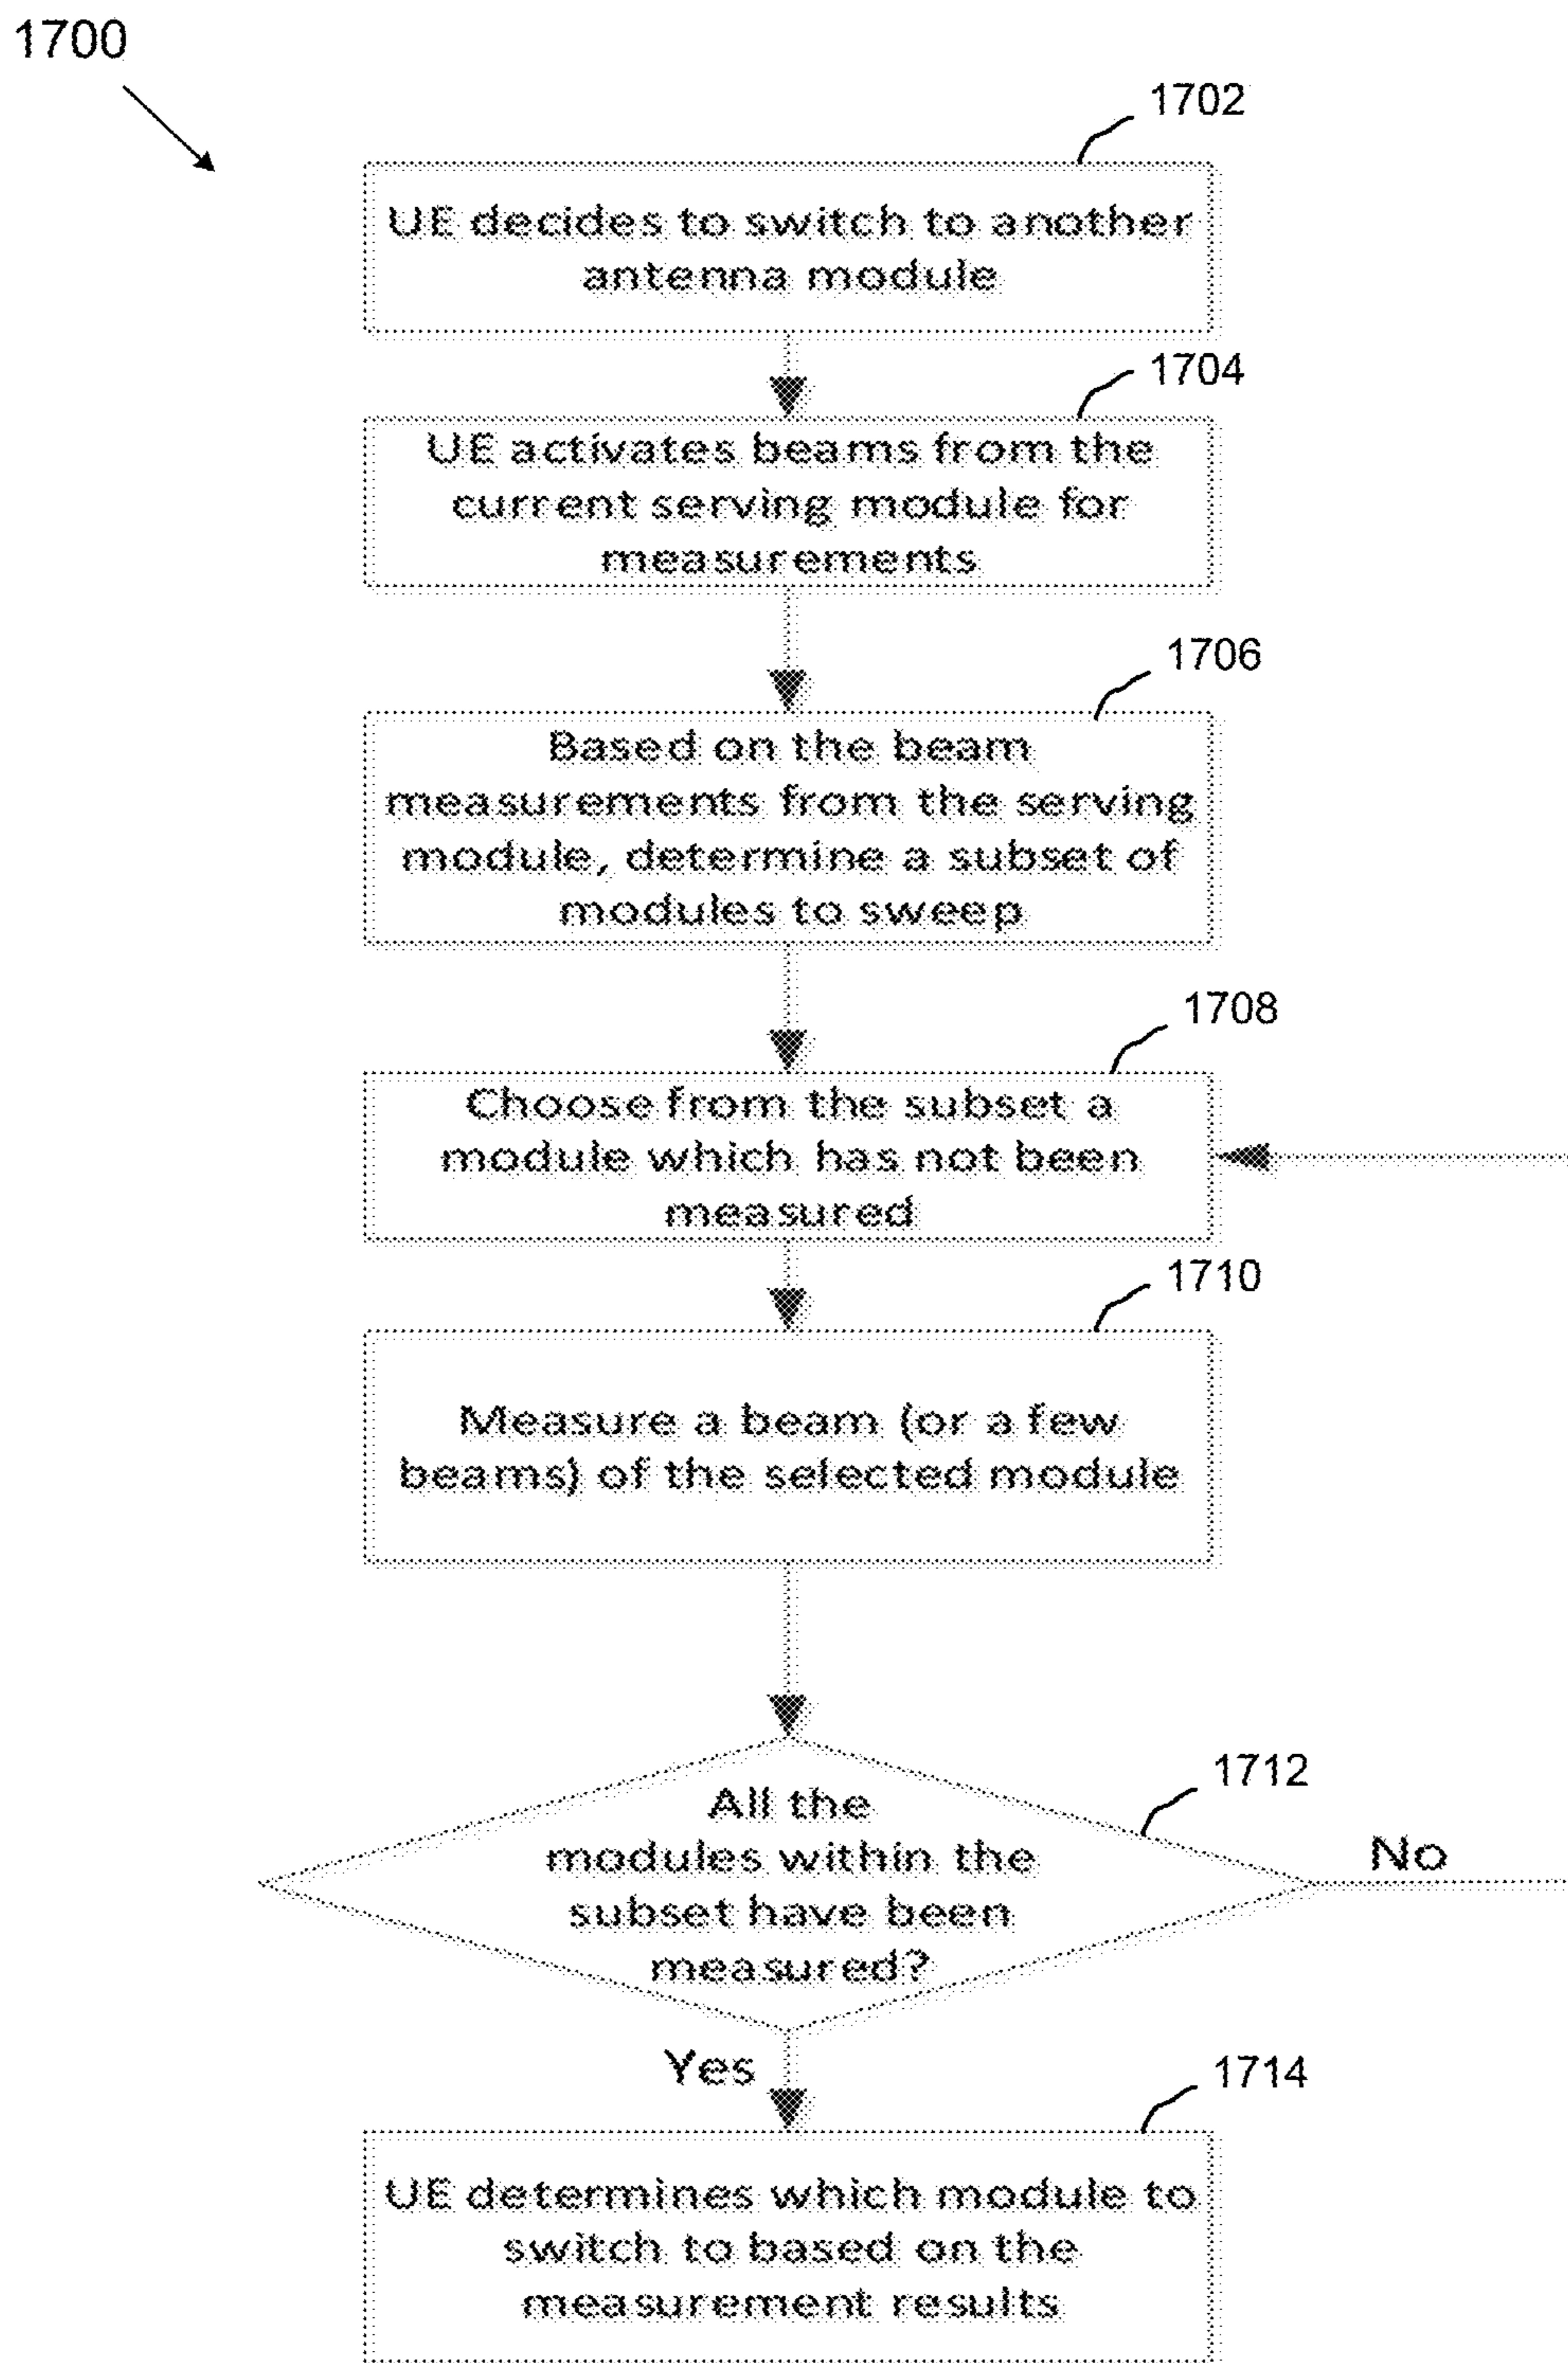 1700
1702
UE decides to switch to another
antenna module
1704
UE activates beams from the
current serving module for
measurements
1706
Based on the beam
measurements from the serving
module, determine a subset of
modules to sweep
1708
Choose from the subset a
module which has not been
measured
1710
Measure a beam (or a few
beams) of the selected module
1712
All the
modules within the
subset have been
measured?
No
Yes
1714
UE determines which module to
switch to based on the
measurement results